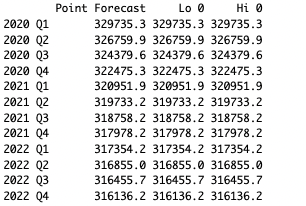 Point Forecast Lo 0 Hi 0
2020 Q1 329735.3 329735.3 329735.3
2020 Q2 326759.9 326759.9 326759.9
2020 Q3 324379.6 324379.6 324379.6
2020 Q4 322475.3 322475.3 322475.3
2021 Q1 320951.9 320951.9 320951.9
2021 Q2 319733.2 319733.2 319733.2
2021 Q3 318758.2 318758.2 318758.2
2021 Q4 317978.2 317978.2 317978.2
2022 Q1 317354.2 317354.2 317354.2
2022 Q2 316855.0 316855.0 316855.0
2022 Q3 316455.7 316455.7 316455.7
2022 Q4 316136.2 316136.2 316136.2